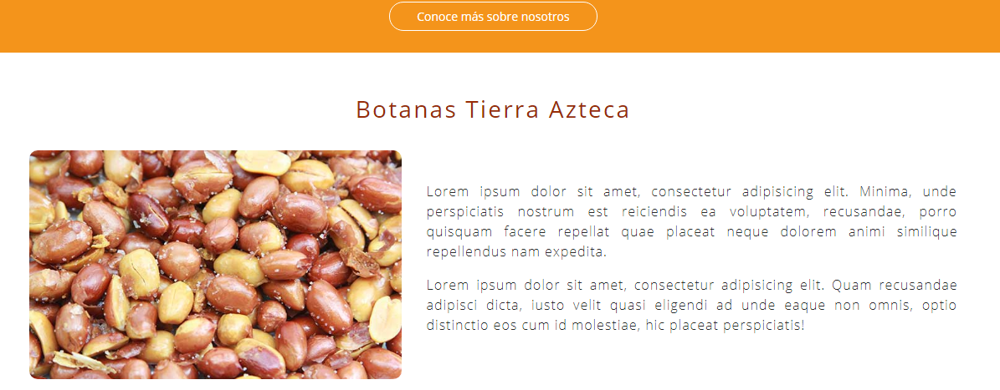 Conoce más sobre nosotros
Botanas Tierra Azteca
Lorem ipsum dolor sit amet, consectetur adipisicing elit. Minima, unde
perspiciatis nostrum est reiciendis ea voluptatem, recusandae, porro
quisquam facere repellat quae placeat neque dolorem animi similique
repellendus nam expedita.
Lorem ipsum dolor sit amet, consectetur adipisicing elit. Quam recusandae
adipisci dicta, iusto velit quasi eligendi ad unde eaque non omnis, optio
distinctio eos cum id molestiae, hic placeat perspiciatis!